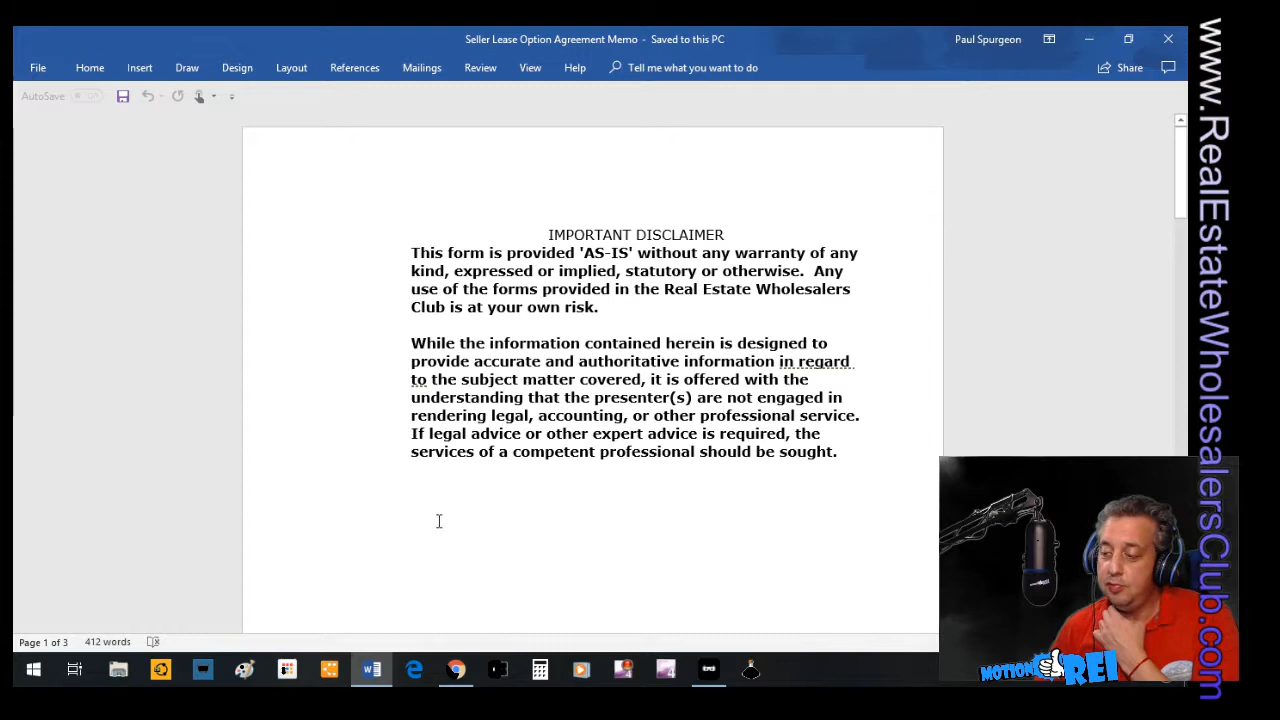 Seller Lease Option Agreement Memo - Saved to this PC
Paul Spurgeon
File Home Insert Draw Design Layout References Mailings Review View Help Tell me what you want to do Share
AutoSave
IMPORTANT DISCLAIMER
This form is provided 'AS-IS' without any warranty of any
kind, expressed or implied, statutory or otherwise. Any
use of the forms provided in the Real Estate Wholesalers
Club is at your own risk.
While the information contained herein is designed to
provide accurate and authoritative information in regard
to the subject matter covered, it is offered with the
understanding that the presenter(s) are not engaged in
rendering legal, accounting, or other professional service.
If legal advice or other expert advice is required, the
services of a competent professional should be sought.
Page 1 of 3 412 words
MOTION REI
www.RealEstateWholesalersClub.com